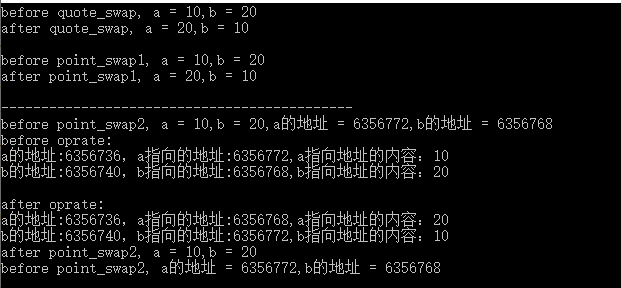 before quote_swap, a = 10,b = 20
after quote_swap, a = 20,b = 10
before point_swap1, a = 10,b = 20
after point_swap1, a = 20,b = 10
--------------------------------------------
before point_swap2, a = 10,b = 20,a的地址 = 6356772,b的地址 = 6356768
before oprate:
a的地址:6356736, a指向的地址:6356772,a指向地址的内容: 10
b的地址:6356740, b指向的地址:6356768,b指向地址的内容: 20
after oprate:
a的地址:6356736, a指向的地址:6356768,a指向地址的内容: 20
b的地址:6356740, b指向的地址:6356772,b指向地址的内容: 10
after point_swap2, a = 10,b = 20
before point_swap2, a的地址 = 6356772,b的地址 = 6356768